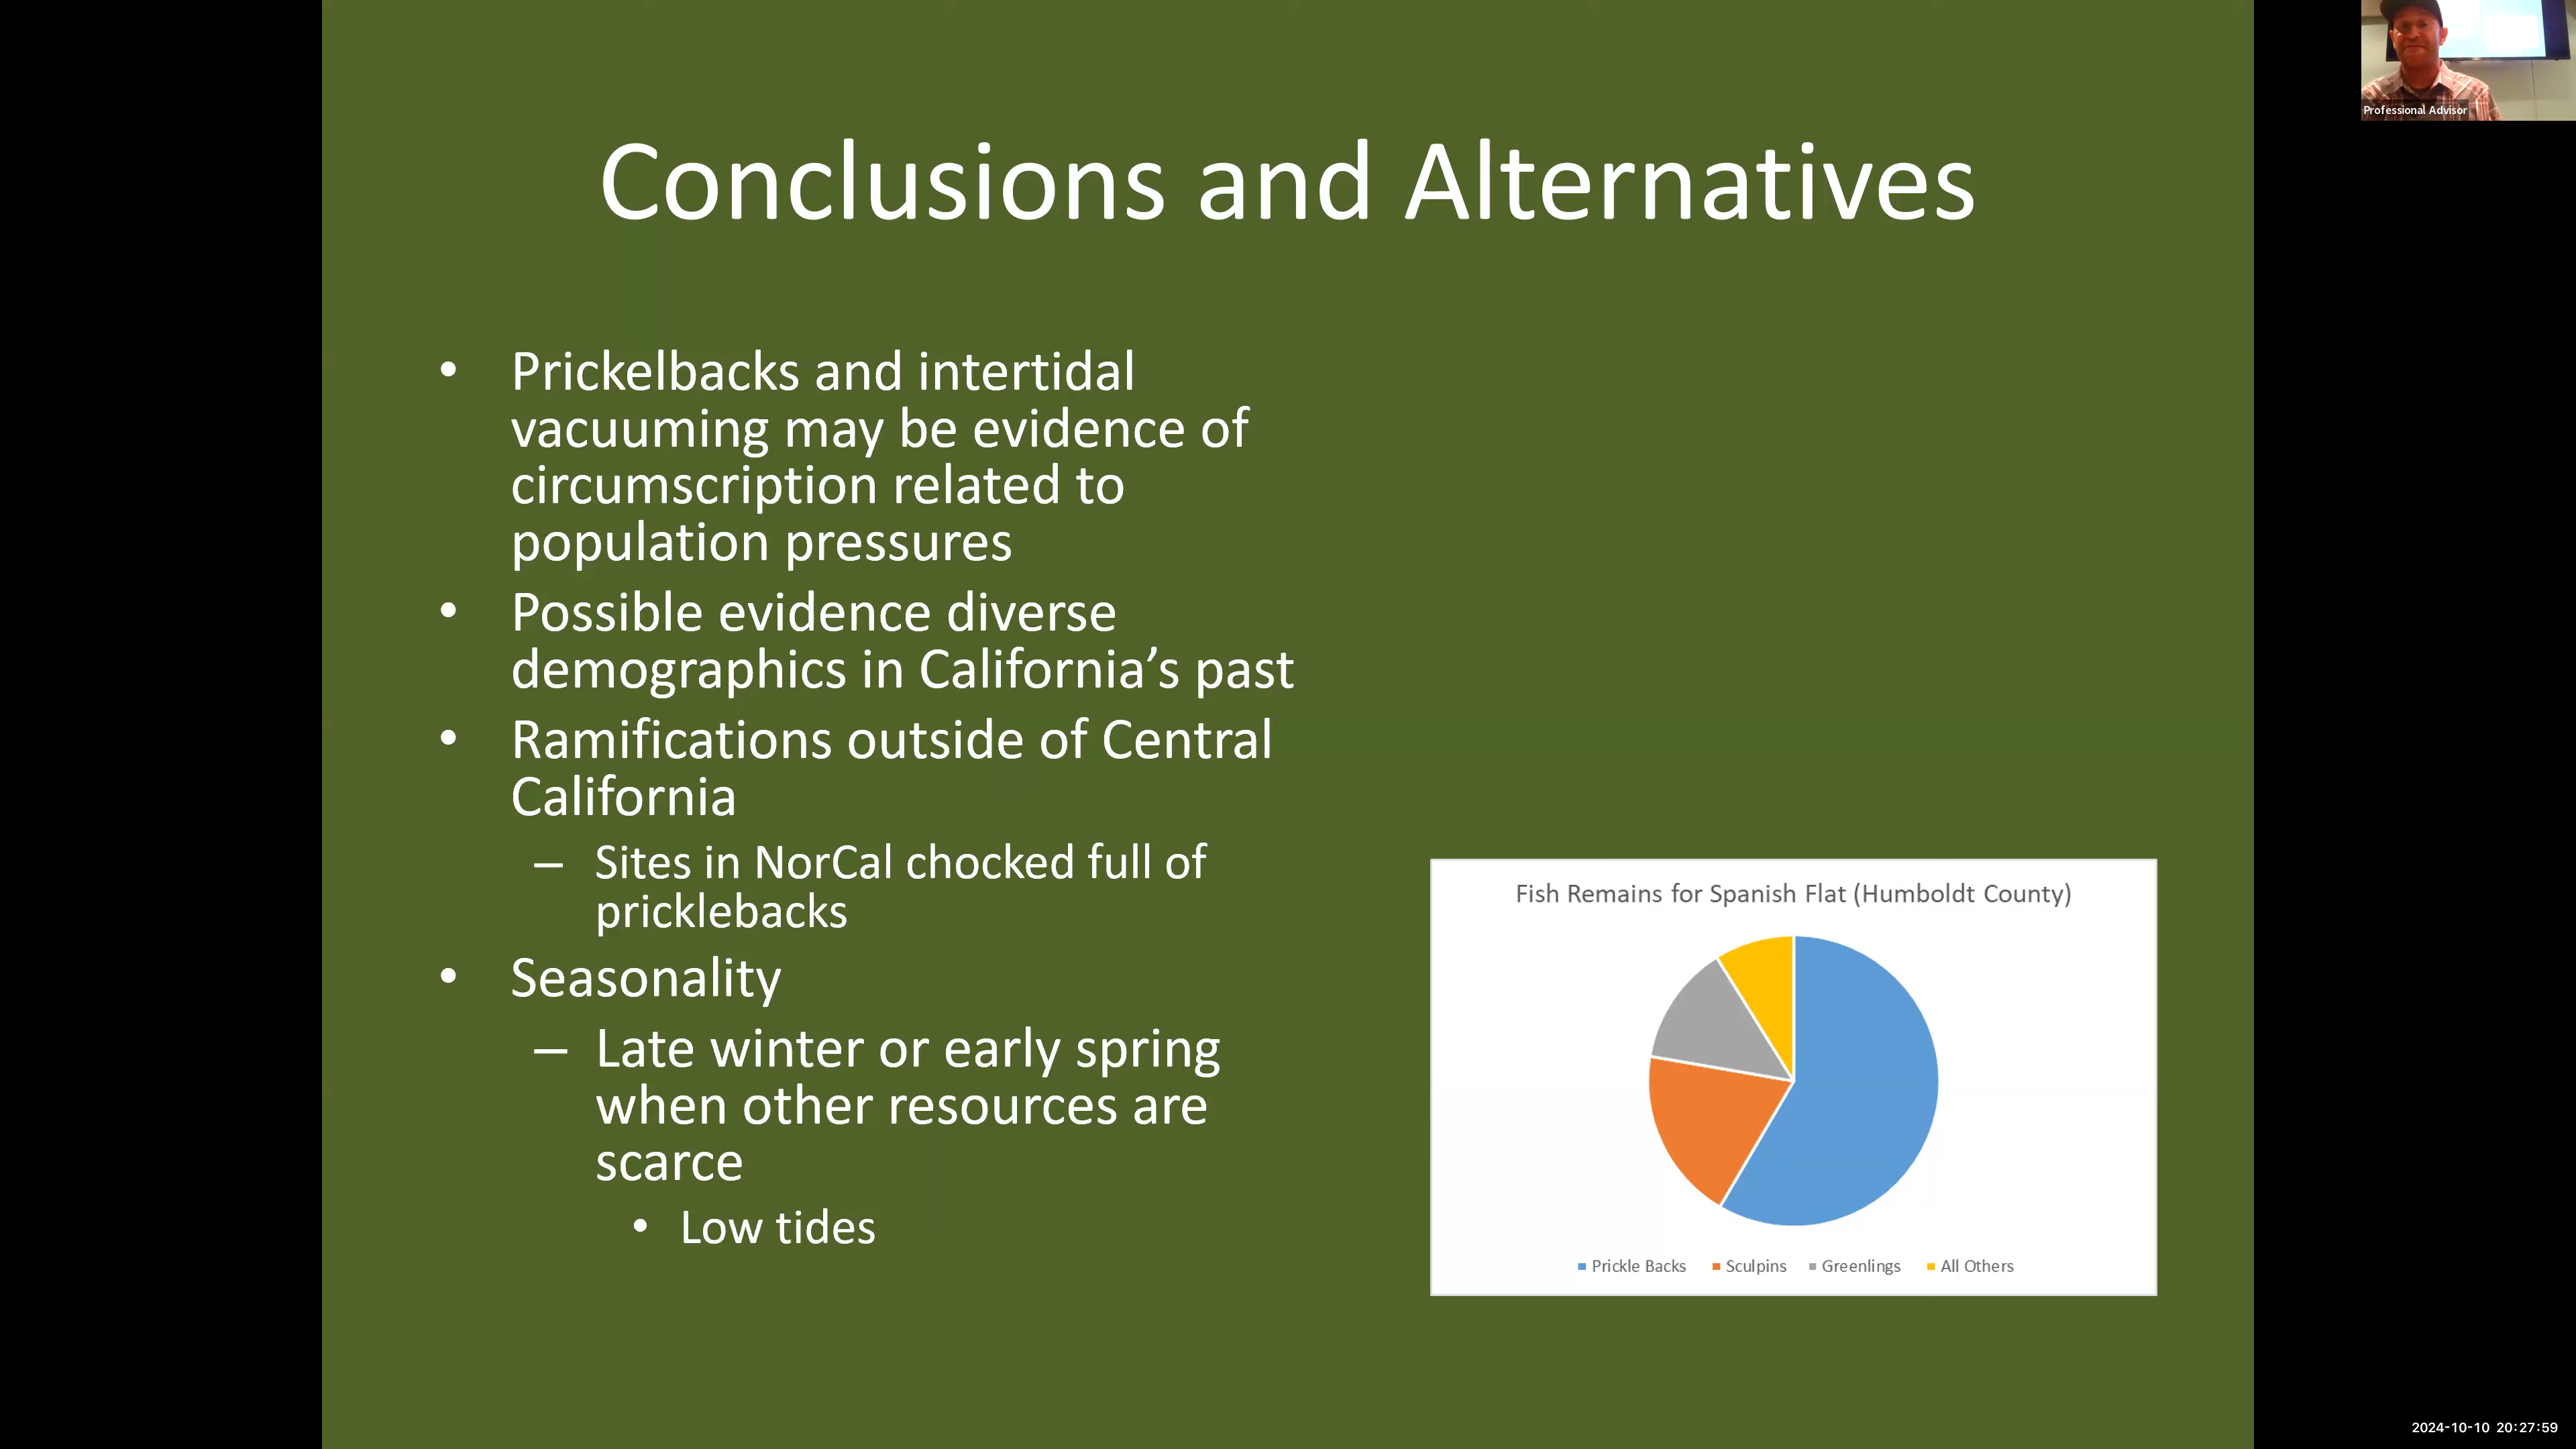 Professional Advisor
Conclusions and Alternatives
• Prickelbacks and intertidal
vacuuming may be evidence of
circumscription related to
population pressures
• Possible evidence diverse
demographics in California’s past
• Ramifications outside of Central
California
– Sites in NorCal chocked full of
pricklebacks
• Seasonality
– Late winter or early spring
when other resources are
scarce
• Low tides
Fish Remains for Spanish Flat (Humboldt County)
Prickle Backs Sculpins Greenlings All Others
2024-10-10 20:27:59